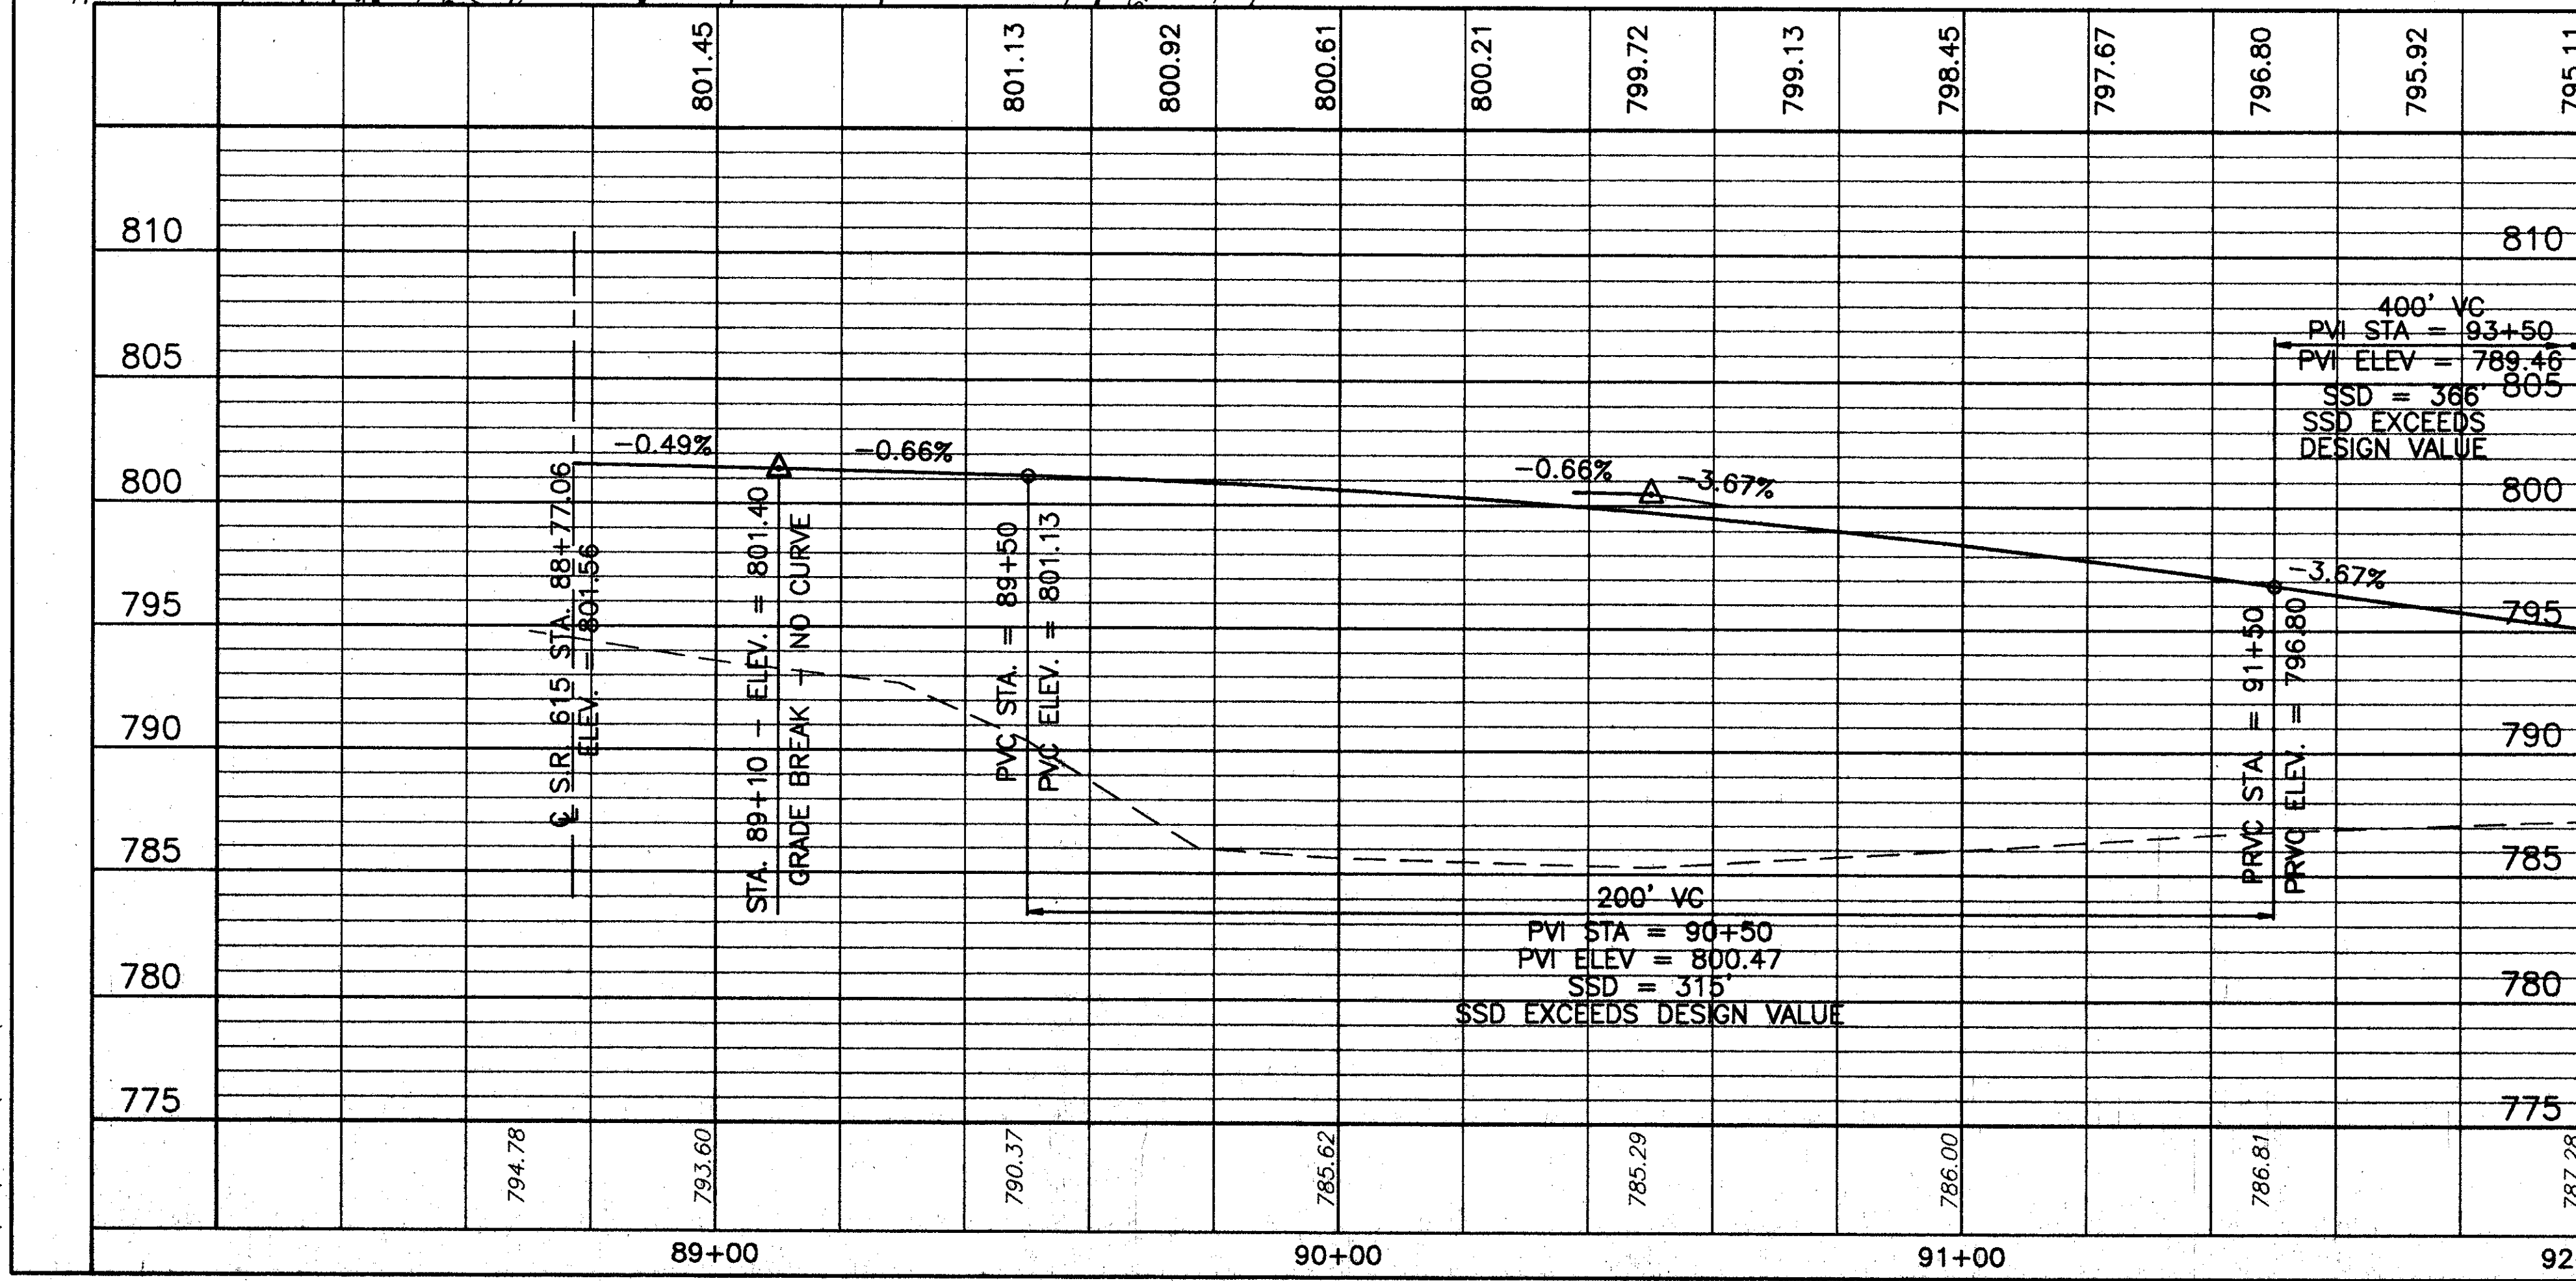 801.45
801.13
800.92
800.61
800.21
799.72
799.13
798.45
797.67
796.80
795.92
795.11
810
810
805
805
800
800
795
795
790
790
785
785
780
780
775
775
400' VC
PVI STA = 93+50
PVI ELEV = 789.46
SSD = 366'
SSD EXCEEDS
DESIGN VALUE
-0.49%
-0.66%
-0.66%
-3.67%
-3.67%
℄ S.R. 615 STA. 88+77.06
ELEV. = 801.56
STA. 89+10 - ELEV. = 801.40
GRADE BREAK - NO CURVE
PVC STA. = 89+50
PVC ELEV. = 801.13
PRVC STA. = 91+50
PRVC ELEV. = 796.80
200' VC
PVI STA = 90+50
PVI ELEV = 800.47
SSD = 315'
SSD EXCEEDS DESIGN VALUE
794.78
793.60
790.37
785.62
785.29
786.00
786.81
787.28
89+00
90+00
91+00
92